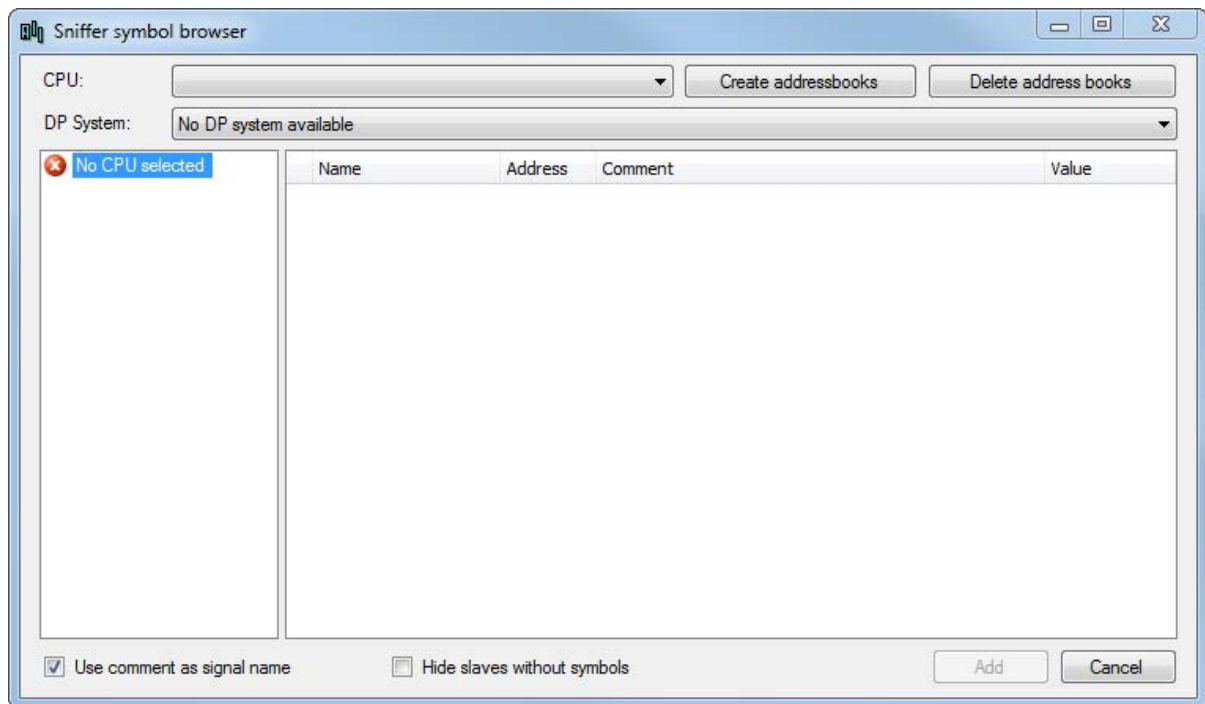 Sniffer symbol browser
CPU: Create addressbooks Delete address books
DP System: No DP system available
No CPU selected Name Address Comment Value
Use comment as signal name Hide slaves without symbols Add Cancel